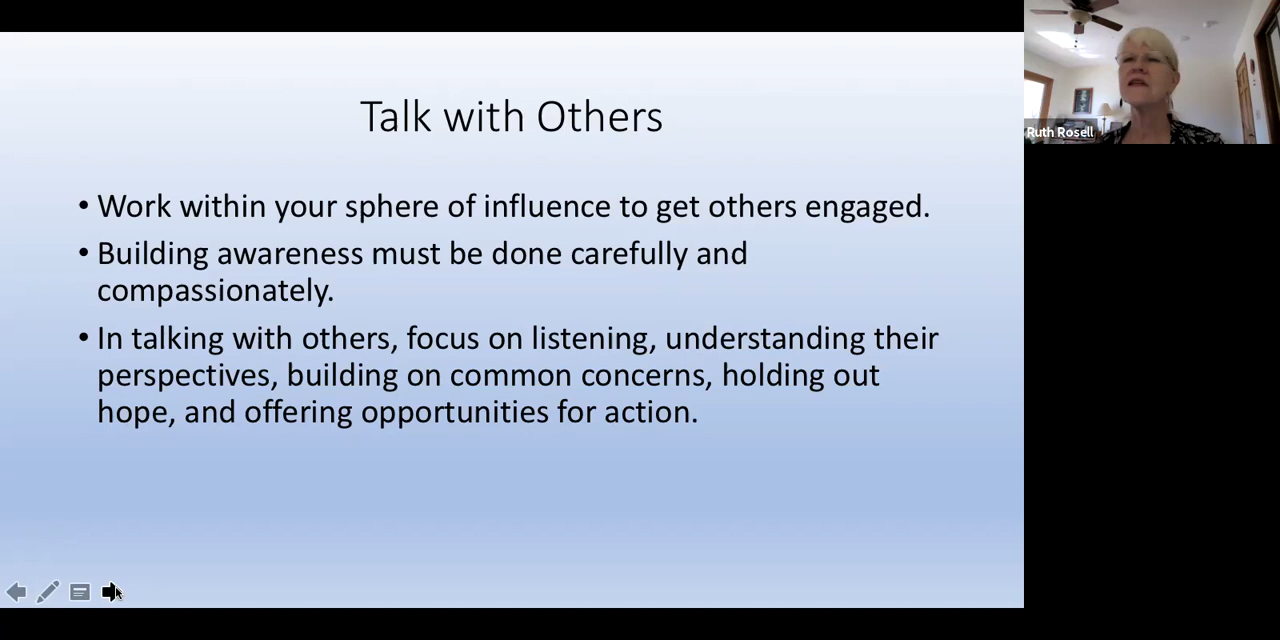 Talk with Others
• Work within your sphere of influence to get others engaged.
• Building awareness must be done carefully and
compassionately.
• In talking with others, focus on listening, understanding their
perspectives, building on common concerns, holding out
hope, and offering opportunities for action.
Ruth Rosell